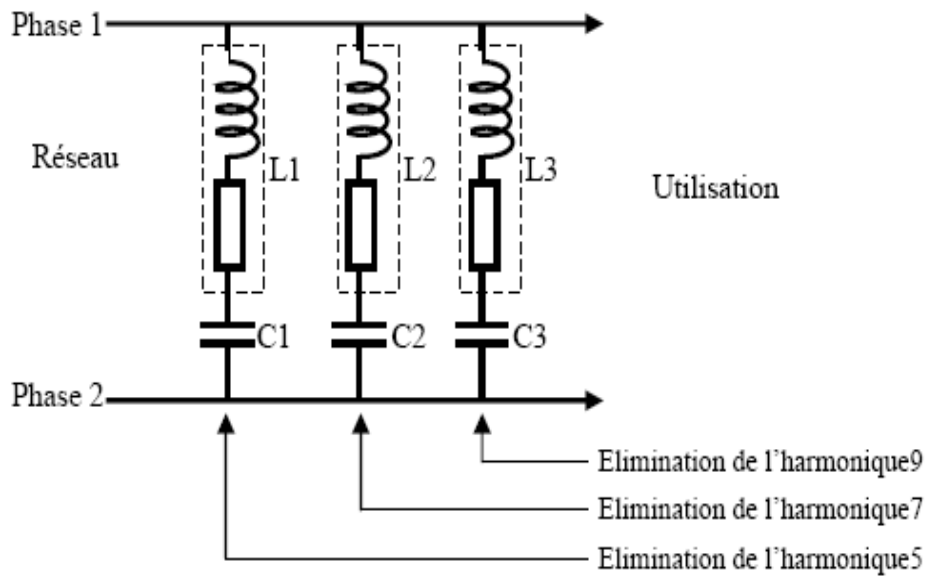 Phase 1
Réseau
L1
L2
L3
Utilisation
C1
C2
C3
Phase 2
Elimination de l'harmonique9
Elimination de l'harmonique7
Elimination de l'harmonique5